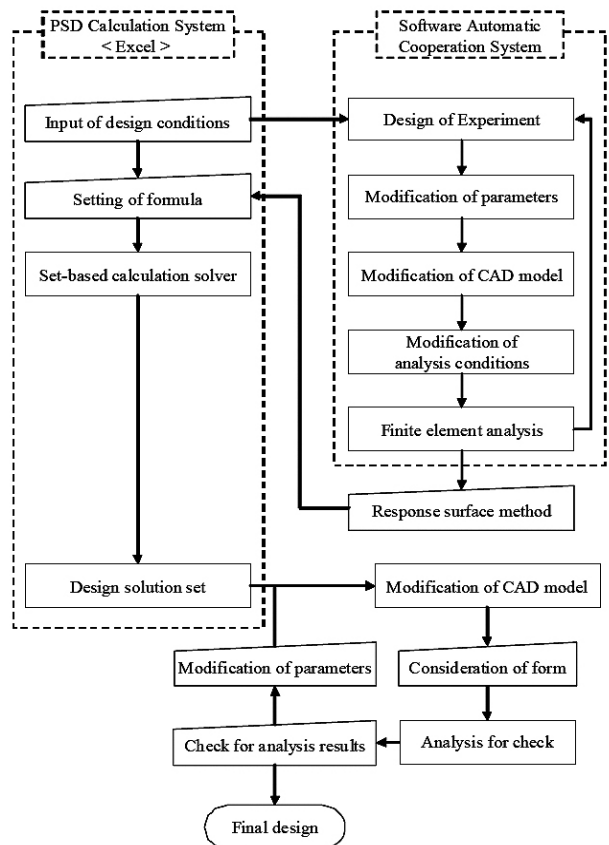 PSD Calculation System
< Excel >
Software Automatic
Cooperation System
Input of design conditions
Design of Experiment
Setting of formula
Modification of parameters
Set-based calculation solver
Modification of CAD model
Modification of
analysis conditions
Finite element analysis
Response surface method
Design solution set
Modification of CAD model
Modification of parameters
Consideration of form
Check for analysis results
Analysis for check
Final design